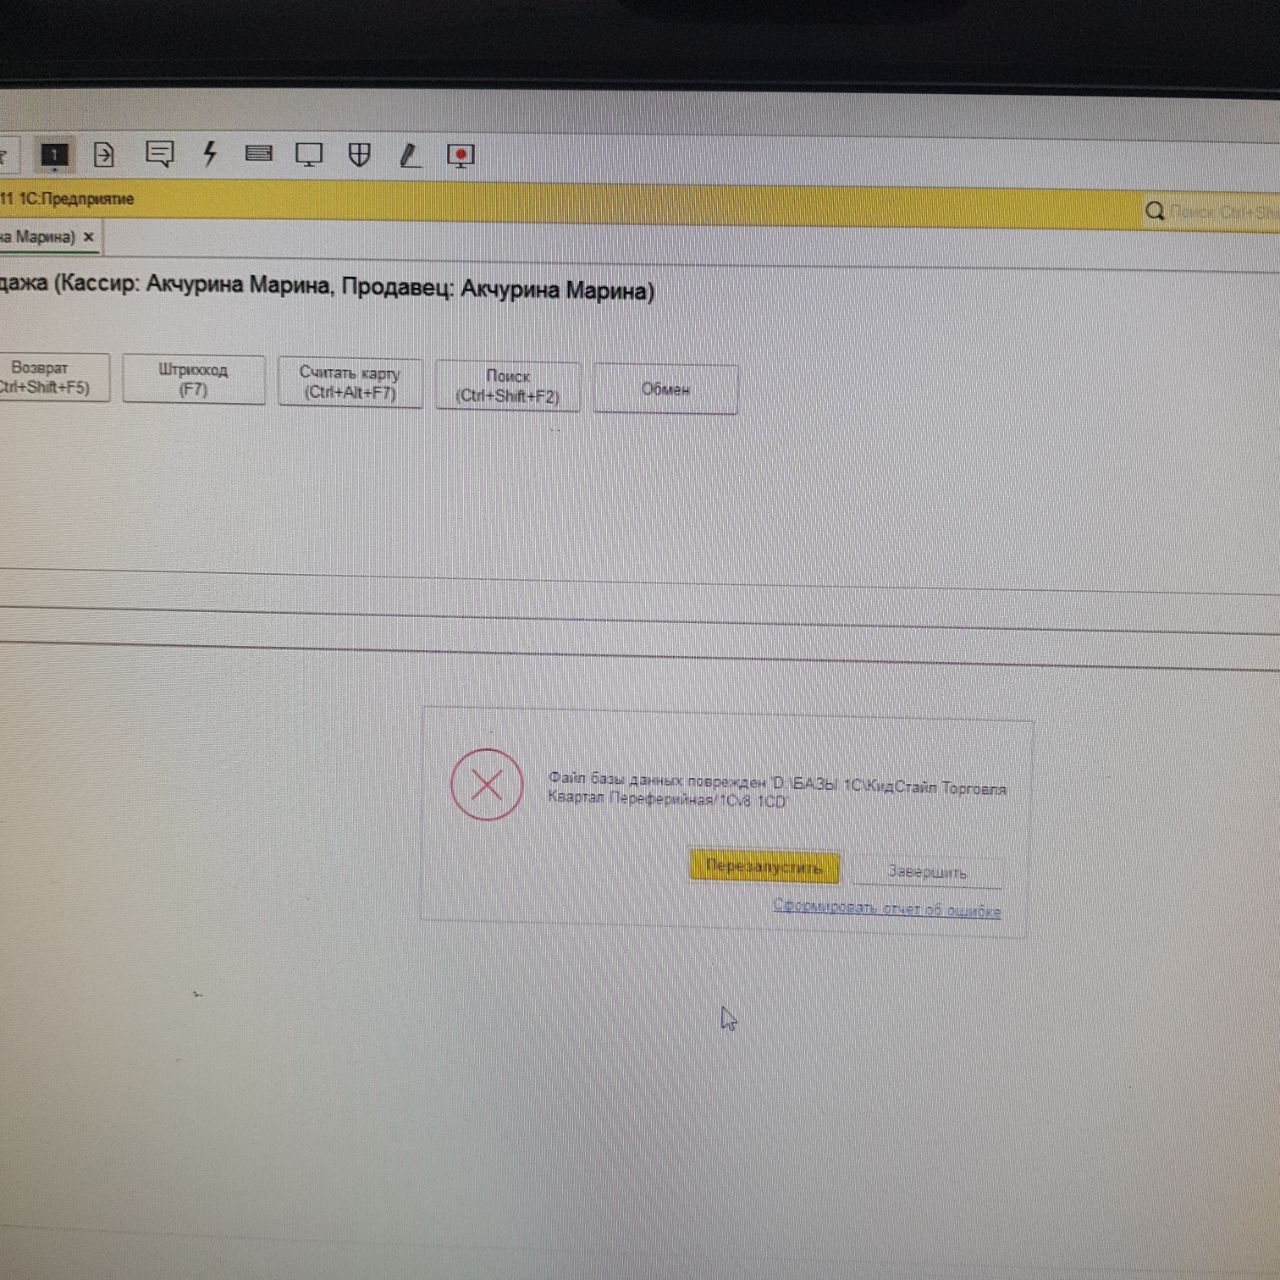 1
11 1С:Предприятие
Поиск Ctrl+Sh
на Марина) ×
дажа (Кассир: Акчурина Марина, Продавец: Акчурина Марина)
Возврат
Ctrl+Shift+F5)
Штрихкод
(F7)
Считать карту
(Ctrl+Alt+F7)
Поиск
(Ctrl+Shift+F2)
Обмен
Файл базы данных поврежден 'D:\БАЗЫ 1С\КидСтайл Торговля
Квартал Переферийная/1Cv8.1CD'
Перезапустить
Завершить
Сформировать отчет об ошибке